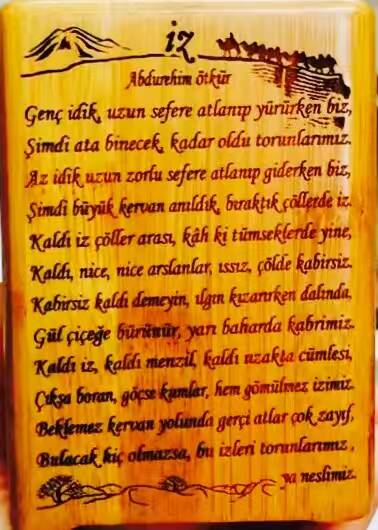 iz
Abdurehim ötkür
Genç idik, uzun sefere atlanıp yürürken biz,
Şimdi ata binecek, kadar oldu torunlarımız.
Az idik uzun zorlu sefere atlanıp giderken biz,
Şimdi büyük kervan anıldık, bıraktık çöllerde iz.
Kaldı iz çöller arası, kâh ki tümseklerde yine,
Kaldı, nice, nice arslanlar, ıssız, çölde kabirsiz.
Kabirsiz kaldı demeyin, ılgın kızarırken dalında,
Gül çiçeğe bürünür, yarı baharda kabrimiz.
Kaldı iz, kaldı menzil, kaldı uzakta cümlesi,
Çıksa boran, göçse kumlar, hem gömülmez izimiz.
Beklemez kervan yolunda gerçi atlar çok zayıf,
Bulacak hiç olmazsa, bu izleri torunlarımız,
ya neslimiz.